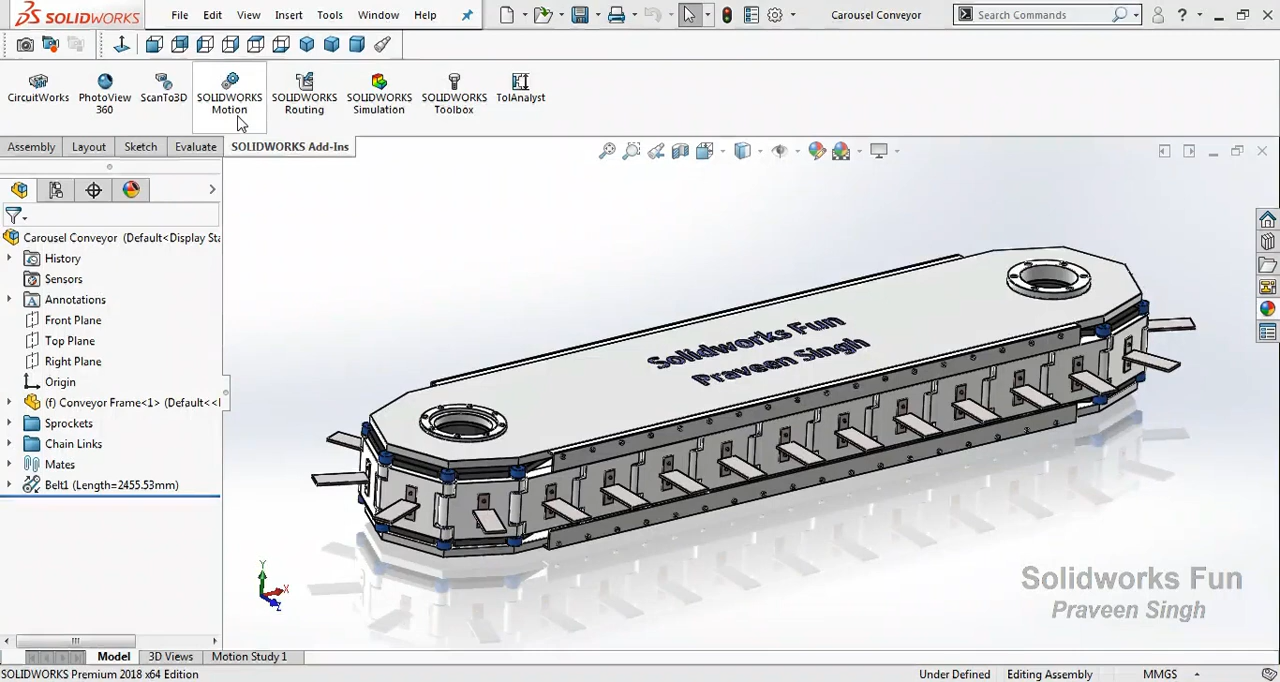 SOLIDWORKS File Edit View Insert Tools Window Help Carousel Conveyor Search Commands ?
CircuitWorks PhotoView 360 ScanTo3D SOLIDWORKS Motion SOLIDWORKS Routing SOLIDWORKS Simulation SOLIDWORKS Toolbox TolAnalyst
Assembly Layout Sketch Evaluate SOLIDWORKS Add-Ins
Carousel Conveyor (Default<Display Sta
History
Sensors
Annotations
Front Plane
Top Plane
Right Plane
Origin
(f) Conveyor Frame<1> (Default<<
Sprockets
Chain Links
Mates
Belt1 (Length=2455.53mm)
Solidworks Fun
Praveen Singh
Y
X
Z
Solidworks Fun
Praveen Singh
Model 3D Views Motion Study 1
SOLIDWORKS Premium 2018 x64 Edition Under Defined Editing Assembly MMGS